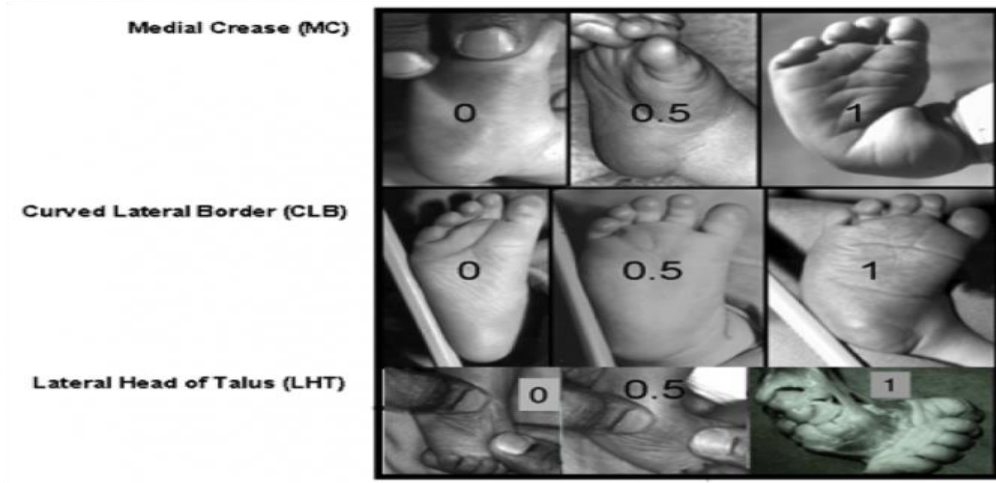 Medial Crease (MC)
0 0.5 1
Curved Lateral Border (CLB)
0 0.5 1
Lateral Head of Talus (LHT)
0 0.5 1